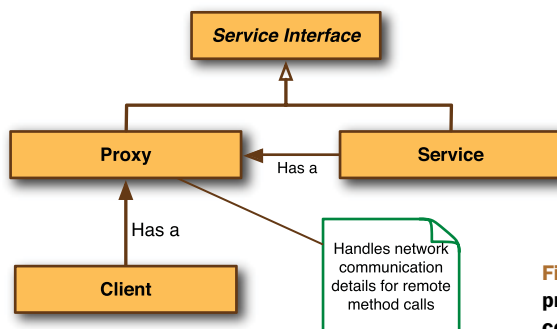 Service Interface
Proxy
Has a
Service
Has a
Handles network
communication
details for remote
method calls
Client